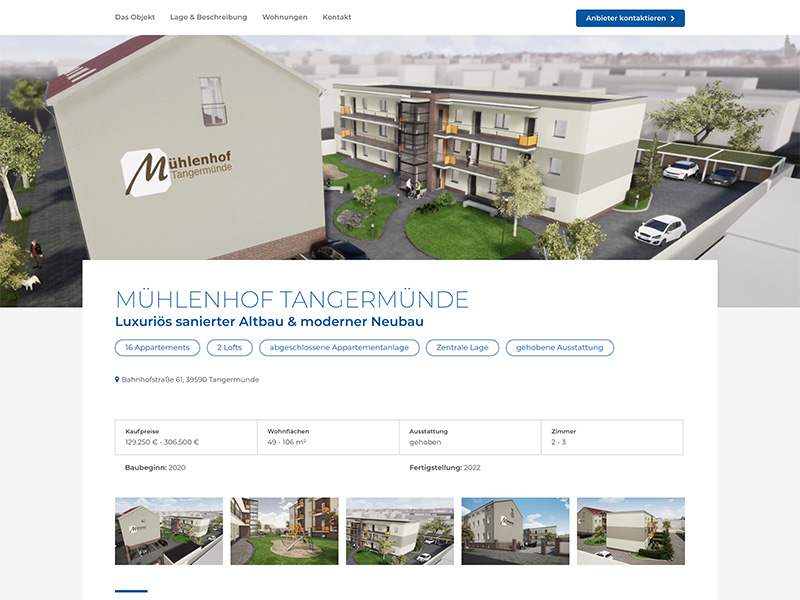 Das Objekt Lage & Beschreibung Wohnungen Kontakt Anbieter kontaktieren
Mühlenhof
Tangermünde
MÜHLENHOF TANGERMÜNDE
Luxuriös sanierter Altbau & moderner Neubau
16 Appartements 2 Lofts abgeschlossene Appartementanlage Zentrale Lage gehobene Ausstattung
Bahnhofstraße 61, 39590 Tangermünde
Kaufpreise Wohnflächen Ausstattung Zimmer
129.250 € - 306.500 € 49 - 106 m² gehoben 2 - 3
Baubeginn: 2020 Fertigstellung: 2022